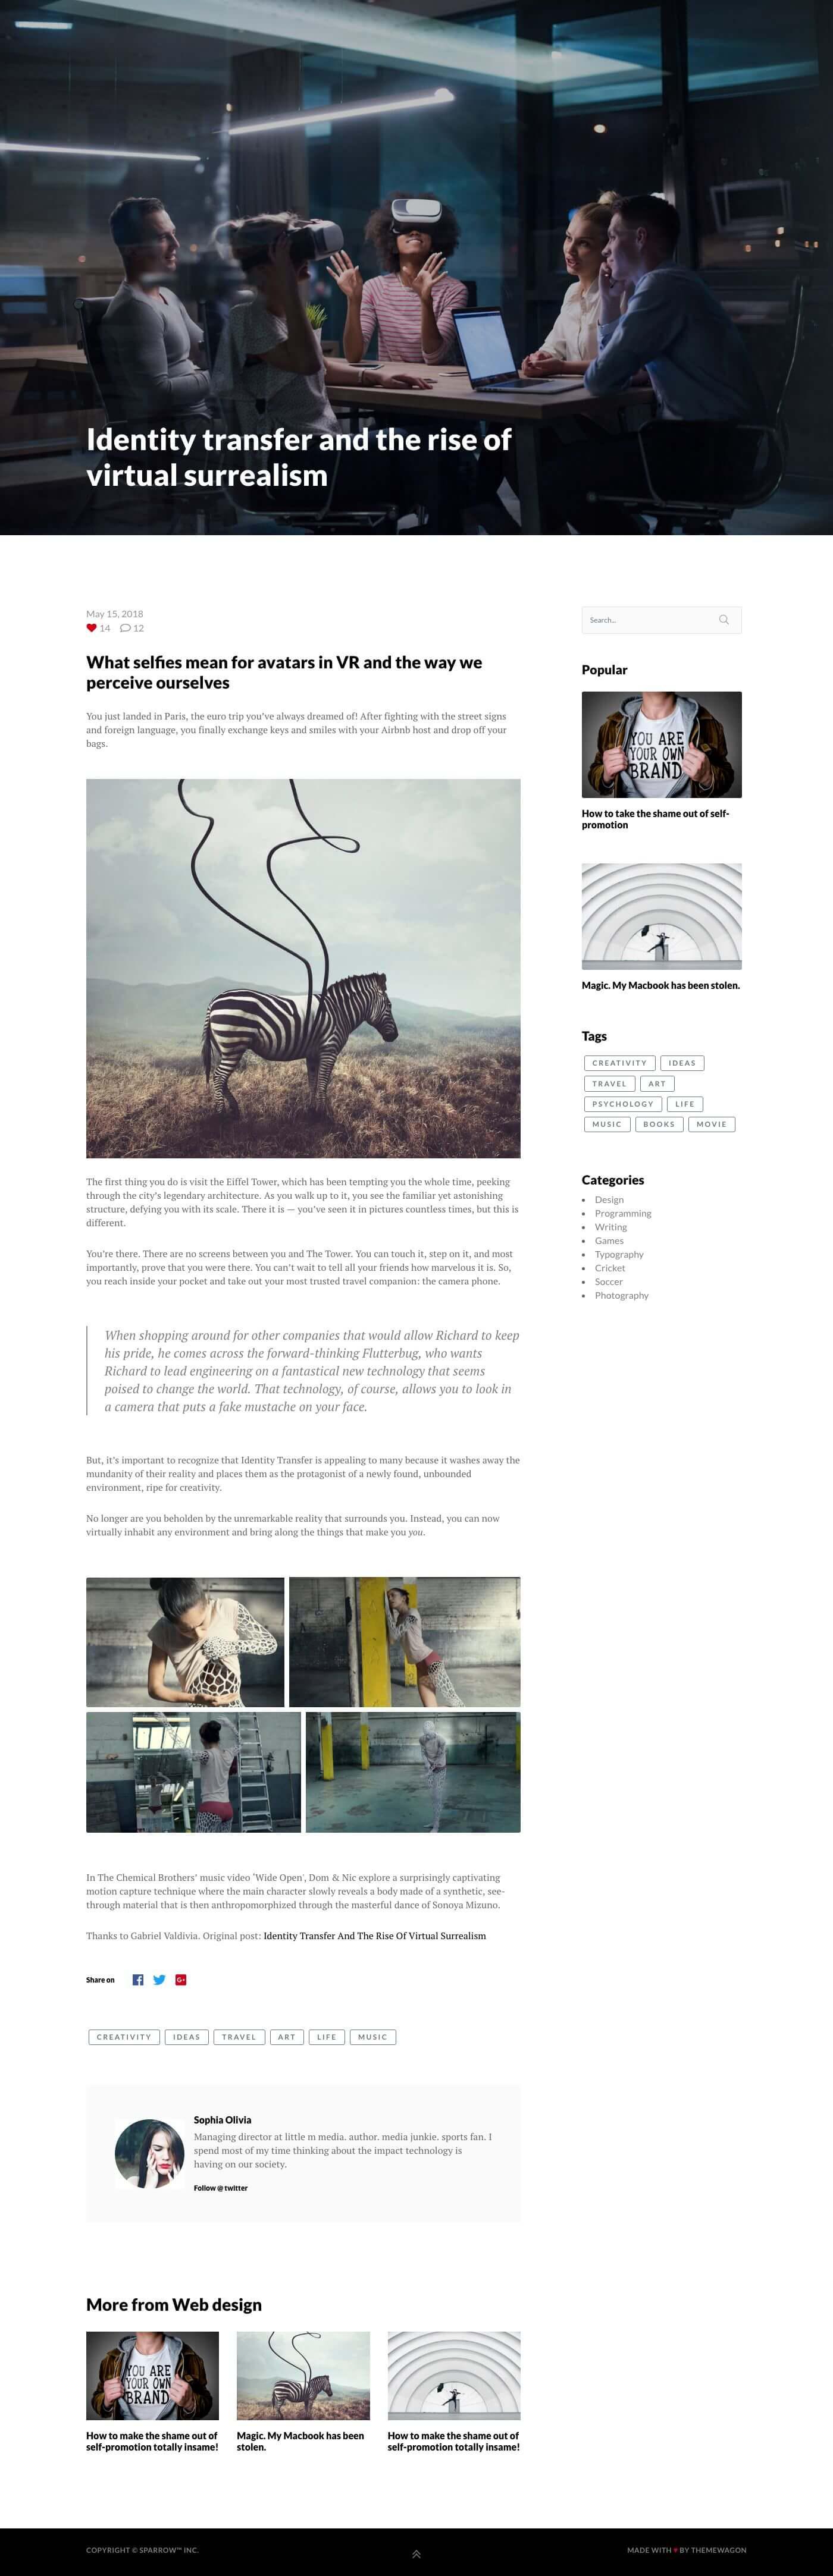 Identity transfer and the rise of
virtual surrealism
May 15, 2018
14 12
What selfies mean for avatars in VR and the way we
perceive ourselves
You just landed in Paris, the euro trip you've always dreamed of! After fighting with the street signs
and foreign language, you finally exchange keys and smiles with your Airbnb host and drop off your
bags.
The first thing you do is visit the Eiffel Tower, which has been tempting you the whole time, peeking
through the city's legendary architecture. As you walk up to it, you see the familiar yet astonishing
structure, defying you with its scale. There it is — you've seen it in pictures countless times, but this is
different.
You're there. There are no screens between you and The Tower. You can touch it, step on it, and most
importantly, prove that you were there. You can't wait to tell all your friends how marvelous it is. So,
you reach inside your pocket and take out your most trusted travel companion: the camera phone.
When shopping around for other companies that would allow Richard to keep
his pride, he comes across the forward-thinking Flutterbug, who wants
Richard to lead engineering on a fantastical new technology that seems
poised to change the world. That technology, of course, allows you to look in
a camera that puts a fake mustache on your face.
But, it's important to recognize that Identity Transfer is appealing to many because it washes away the
mundanity of their reality and places them as the protagonist of a newly found, unbounded
environment, ripe for creativity.
No longer are you beholden by the unremarkable reality that surrounds you. Instead, you can now
virtually inhabit any environment and bring along the things that make you you.
In The Chemical Brothers' music video 'Wide Open', Dom & Nic explore a surprisingly captivating
motion capture technique where the main character slowly reveals a body made of a synthetic, see-
through material that is then anthropomorphized through the masterful dance of Sonoya Mizuno.
Thanks to Gabriel Valdivia. Original post: Identity Transfer And The Rise Of Virtual Surrealism
Share on
G+
CREATIVITY IDEAS TRAVEL ART LIFE MUSIC
Sophia Olivia
Managing director at little m media. author. media junkie. sports fan. I
spend most of my time thinking about the impact technology is
having on our society.
Follow @ twitter
Search...
Popular
YOU ARE
YOUR OWN
BRAND
How to take the shame out of self-
promotion
Magic. My Macbook has been stolen.
Tags
CREATIVITY IDEAS
TRAVEL ART
PSYCHOLOGY LIFE
MUSIC BOOKS MOVIE
Categories
Design
Programming
Writing
Games
Typography
Cricket
Soccer
Photography
More from Web design
YOU ARE
YOUR OWN
BRAND
How to make the shame out of
self-promotion totally insame!
Magic. My Macbook has been
stolen.
How to make the shame out of
self-promotion totally insame!
COPYRIGHT © SPARROW™ INC.
MADE WITH ♥ BY THEMEWAGON